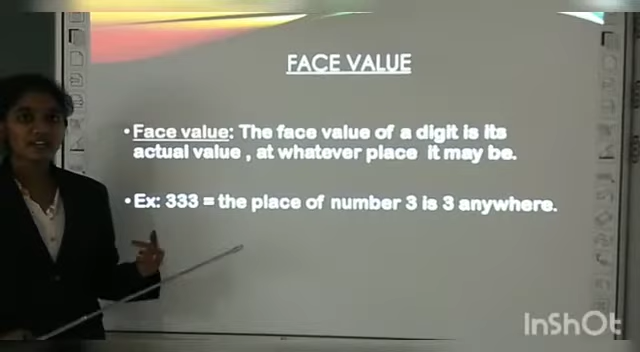 FACE VALUE
• Face value: The face value of a digit is its
actual value , at whatever place it may be.
• Ex: 333 = the place of number 3 is 3 anywhere.
InShOt